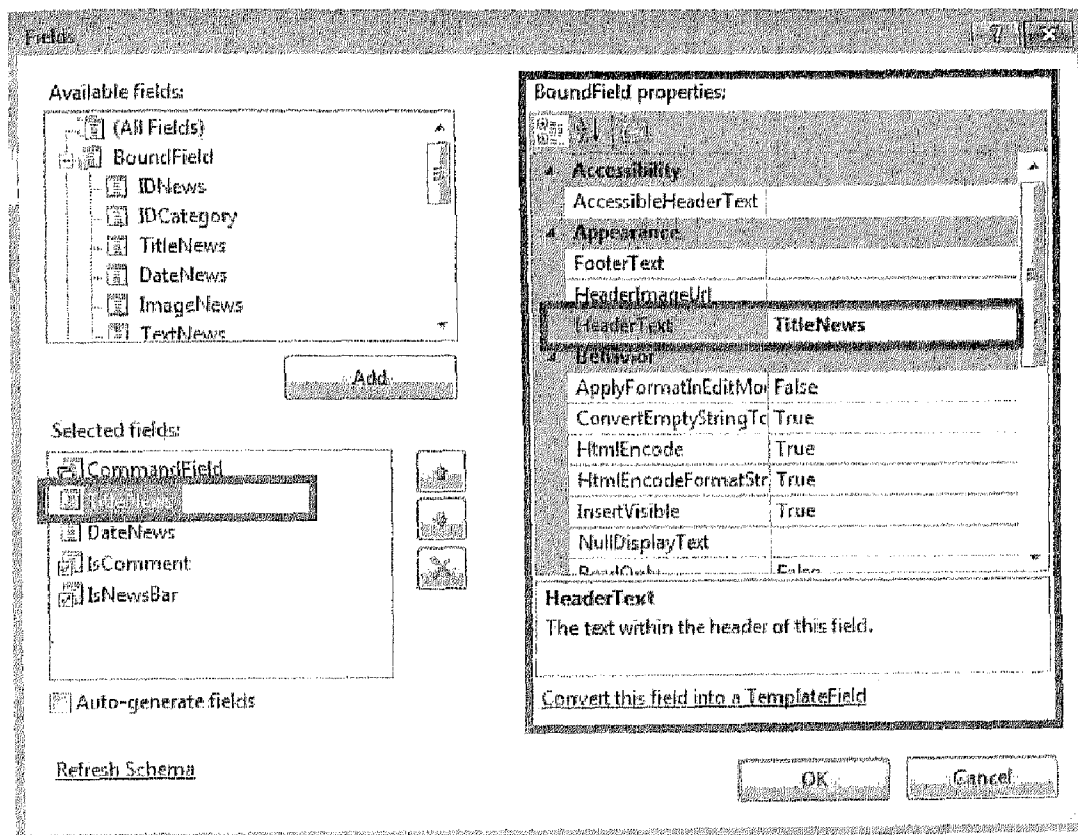 Fields
Available fields:
(All Fields)
BoundField
IDNews
IDCategory
TitleNews
DateNews
ImageNews
TextNews
Add
Selected fields:
CommandField
TitleNews
DateNews
IsComment
IsNewsBar
Auto-generate fields
Refresh Schema
BoundField properties:
Accessibility
AccessibleHeaderText
Appearance
FooterText
HeaderImageUrl
HeaderText TitleNews
Behavior
ApplyFormatInEditMo False
ConvertEmptyStringTo True
HtmlEncode True
HtmlEncodeFormatStr True
InsertVisible True
NullDisplayText
ReadOnly False
HeaderText
The text within the header of this field.
Convert this field into a TemplateField
OK Cancel